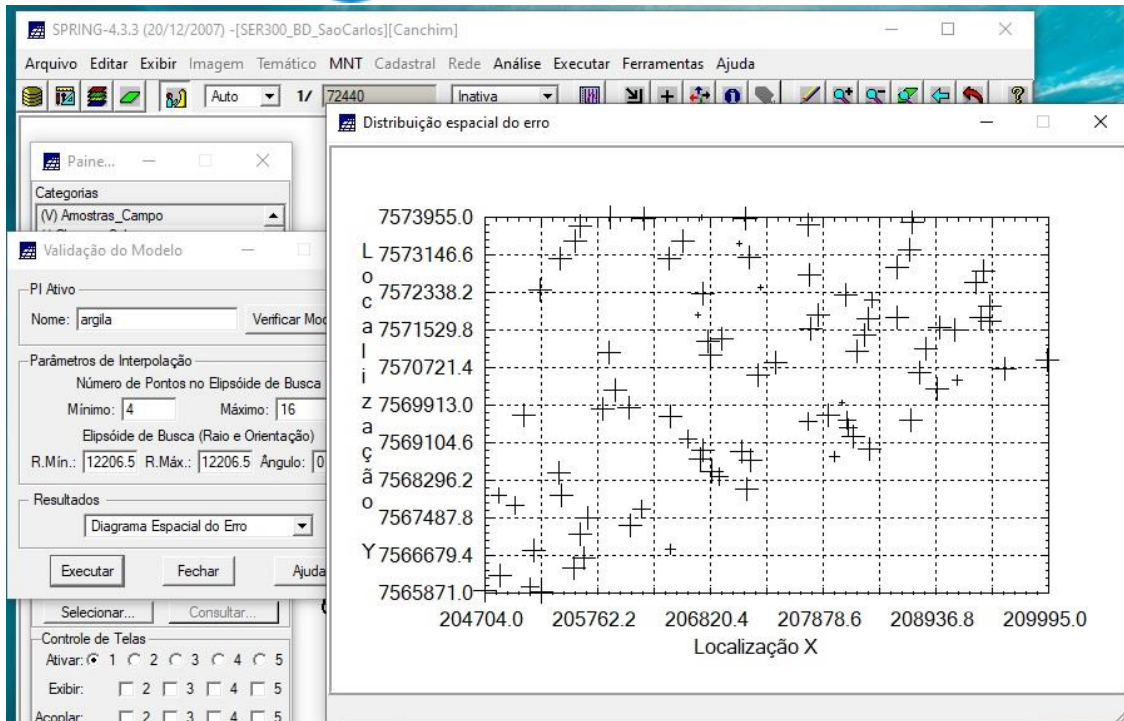 SPRING-4.3.3 (20/12/2007) -[SER300_BD_SaoCarlos][Canchim]
Arquivo Editar Exibir Imagem Temático MNT Cadastral Rede Análise Executar Ferramentas Ajuda
Auto 1/ 72440 Inativa
Distribuição espacial do erro
Paine...
Categorias
(V) Amostras_Campo
Validação do Modelo
PI Ativo
Nome: argila
Parâmetros de Interpolação
Número de Pontos no Elipsóide de Busca
Mínimo: 4 Máximo: 16
Elipsóide de Busca (Raio e Orientação)
R.Mín.: 12206.5 R.Máx.: 12206.5 Ângulo: 0
Resultados
Diagrama Espacial do Erro
Executar Fechar Ajuda
Selecionar... Consultar...
Controle de Telas
Ativar: 1 2 3 4 5
Exibir: 2 3 4 5
Acoplar: 2 3 4 5
Localização Y
7573955.0
7573146.6
7572338.2
7571529.8
7570721.4
7569913.0
7569104.6
7568296.2
7567487.8
7566679.4
7565871.0
204704.0 205762.2 206820.4 207878.6 208936.8 209995.0
Localização X